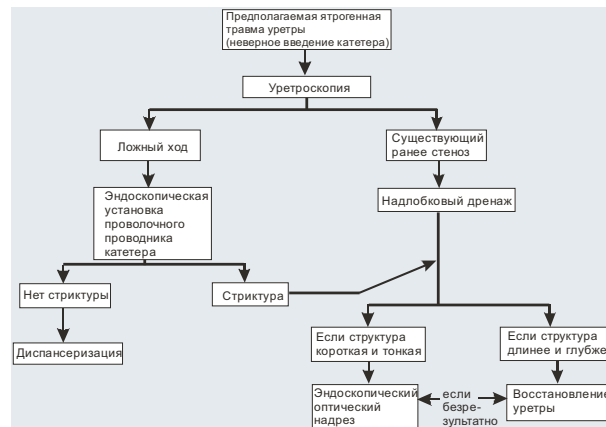 Предполагаемая ятрогенная
травма уретры
(неверное введение катетера)
Уретроскопия
Ложный ход
Существующий
ранее стеноз
Эндоскопическая
установка
проволочного
проводника
катетера
Надлобковый дренаж
Нет стриктуры
Стриктура
Диспансеризация
Если структура
короткая и тонкая
Если структура
длинее и глубже
Эндоскопический
оптический
надрез
если
безре-
зультатно
Восстановление
уретры